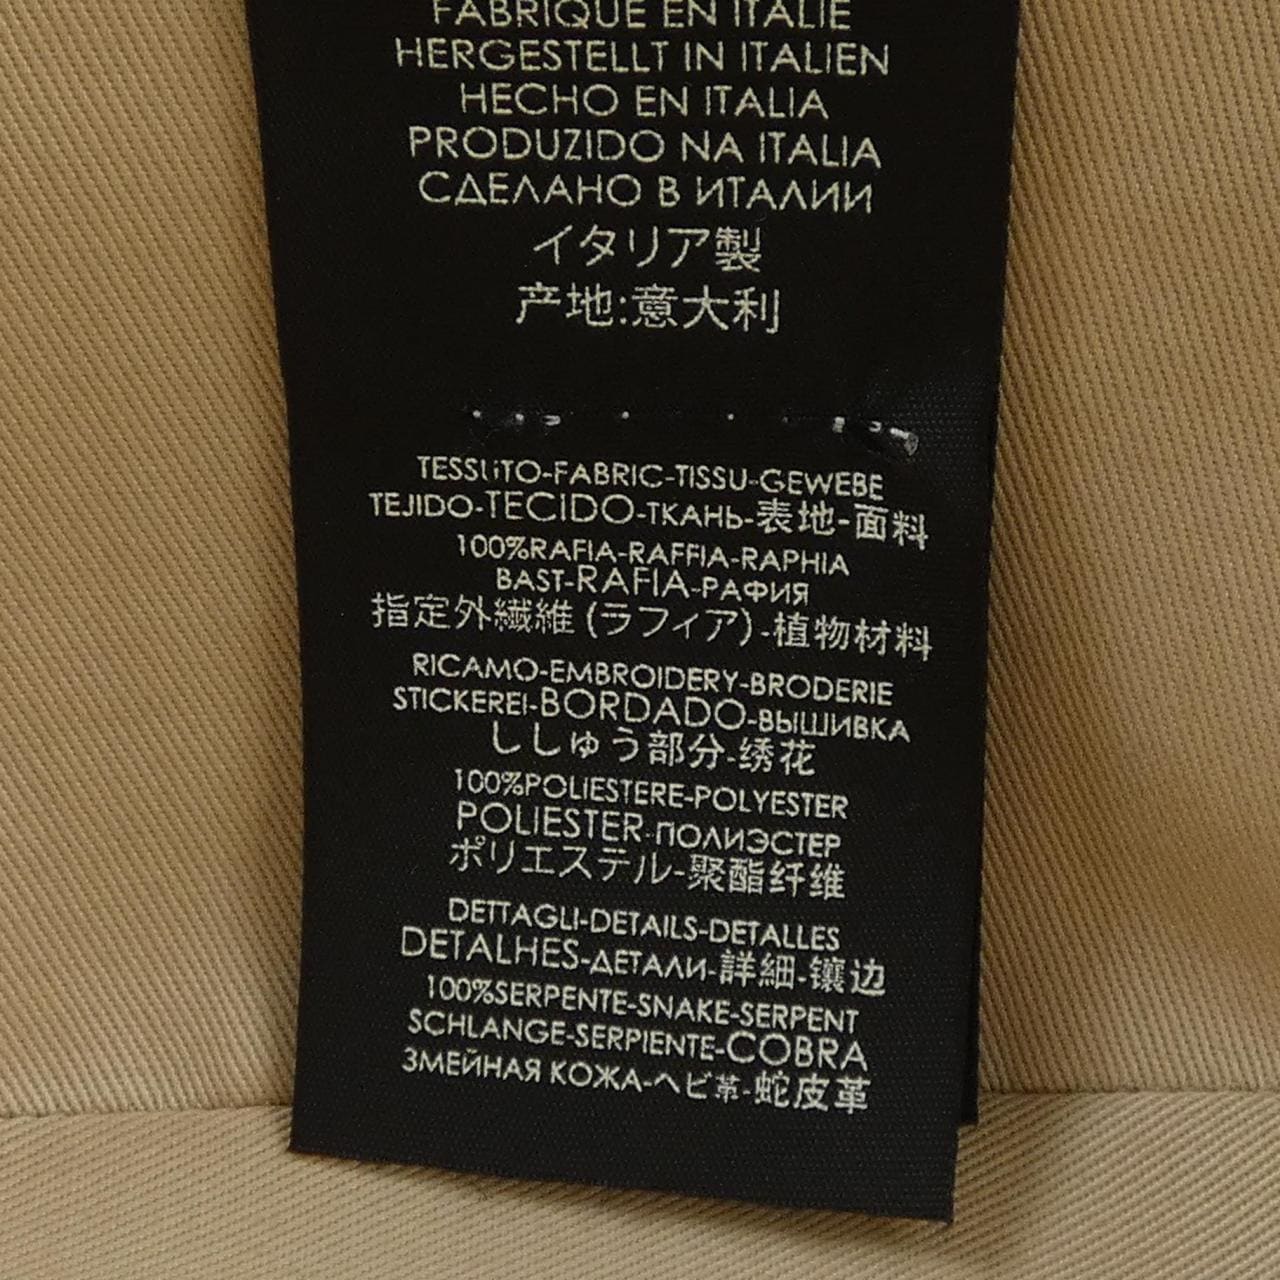 FABRIQUE EN ITALIE
HERGESTELLT IN ITALIEN
HECHO EN ITALIA
PRODUZIDO NA ITALIA
СДЕЛАНО В ИТАЛИИ
イタリア製
产地:意大利
TESSUTO-FABRIC-TISSU-GEWEBE
TEJIDO-TECIDO-ТКАНЬ-表地-面料
100%RAFIA-RAFFIA-RAPHIA
BAST-RAFIA-РАФИЯ
指定外繊維(ラフィア)-植物材料
RICAMO-EMBROIDERY-BRODERIE
STICKEREI-BORDADO-ВЫШИВКА
ししゅう部分-绣花
100%POLIESTERE-POLYESTER
POLIESTER-ПОЛИЭСТЕР
ポリエステル-聚酯纤维
DETTAGLI-DETAILS-DETALLES
DETALHES-ДЕТАЛИ-詳細-镶边
100%SERPENTE-SNAKE-SERPENT
SCHLANGE-SERPIENTE-COBRA
ЗМЕЙНАЯ КОЖА-ヘビ革-蛇皮革